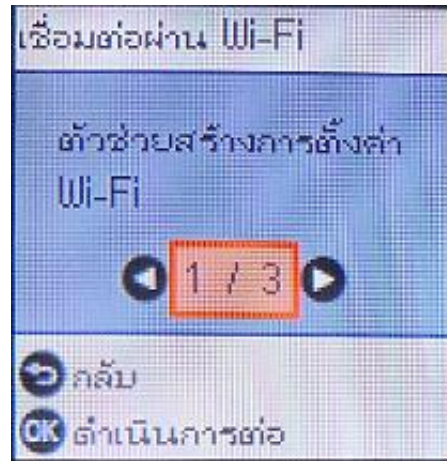 เชื่อมต่อผ่าน Wi-Fi
ตัวช่วยสร้างการตั้งค่า
Wi-Fi
1 / 3
กลับ
OK ดำเนินการต่อ